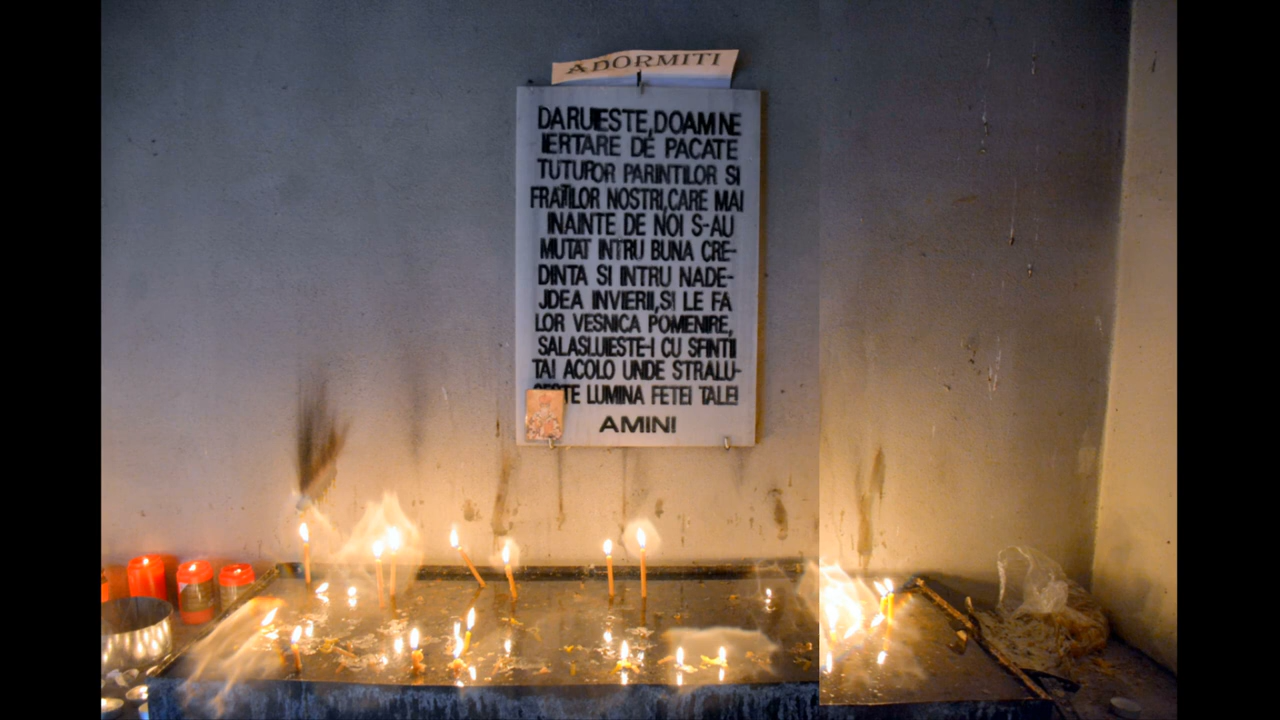 ADORMITI
DARUIESTE, DOAMNE
IERTARE DE PACATE
TUTUROR PARINTILOR SI
FRAȚILOR NOSTRI, CARE MAI
INAINTE DE NOI S-AU
MUTAT INTRU BUNA CRE-
DINTA SI INTRU NADE-
JDEA INVIERII, SI LE FA
LOR VESNICA POMENIRE,
SALASLUIESTE-I CU SFINTII
TAI ACOLO UNDE STRALU-
CESTE LUMINA FETEI TALE!
AMIN!